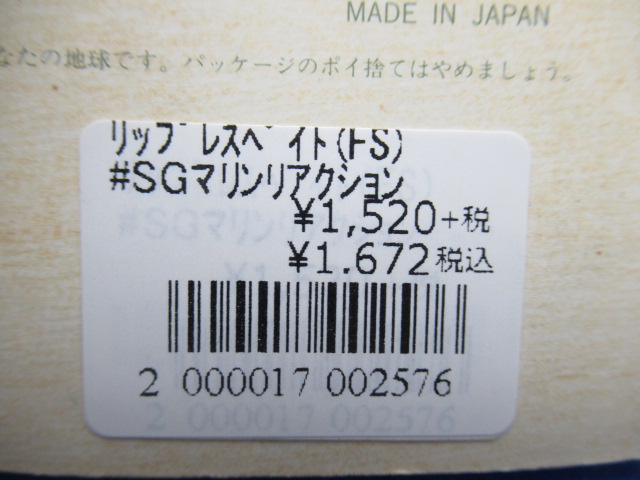 MADE IN JAPAN
なたの地球です。パッケージのポイ捨てはやめましょう。
ﾘｯﾌﾟﾚｽﾍﾞｲﾄ(FS)
#SGﾏﾘﾝﾘｱｸｼｮﾝ
¥1,520+税
¥1.672税込
2 000017 002576